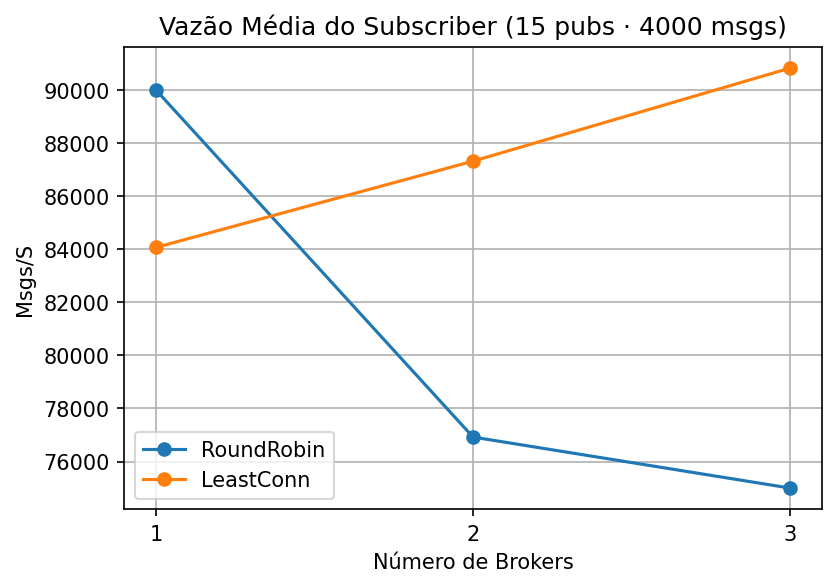 Vazão Média do Subscriber (15 pubs · 4000 msgs)
Msgs/S
90000
88000
86000
84000
82000
80000
78000
76000
RoundRobin
LeastConn
1
2
3
Número de Brokers